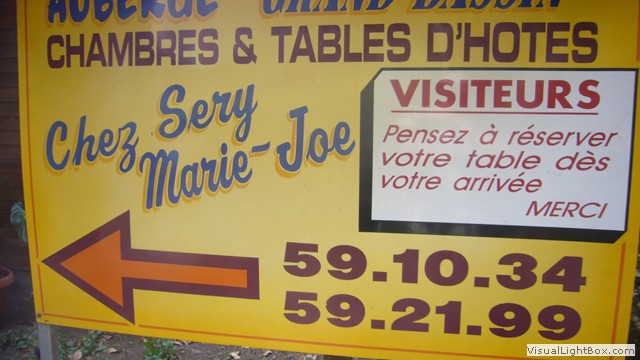 AUBERGE "GRAND BASSIN"
CHAMBRES & TABLES D'HOTES
Chez Sery
Marie-Joe
VISITEURS
Pensez à réserver
votre table dès
votre arrivée
MERCI
59.10.34
59.21.99
VisualLightBox.com